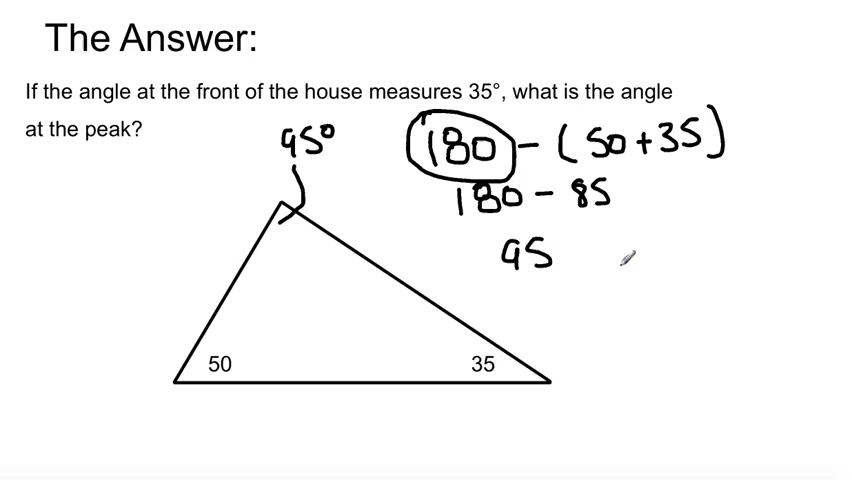 The Answer:
If the angle at the front of the house measures 35°, what is the angle
at the peak?
95°
180 - (50+35)
180 - 85
95
50
35